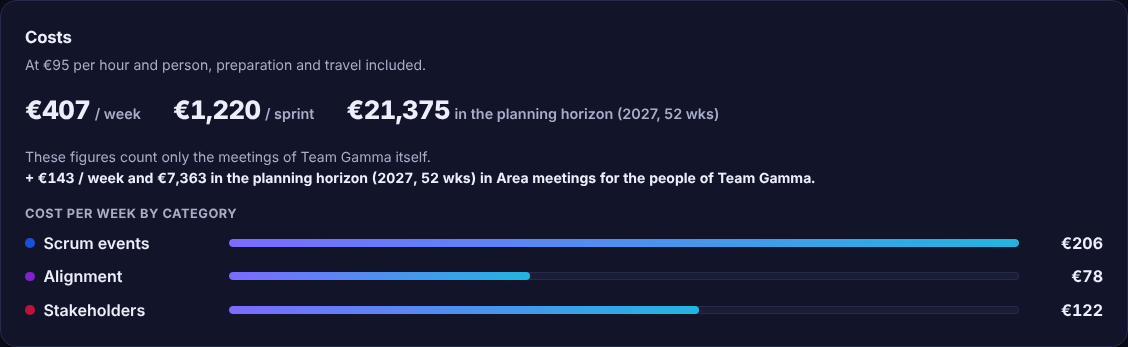 Costs
At €95 per hour and person, preparation and travel included.
€407 / week €1,220 / sprint €21,375 in the planning horizon (2027, 52 wks)
These figures count only the meetings of Team Gamma itself.
+ €143 / week and €7,363 in the planning horizon (2027, 52 wks) in Area meetings for the people of Team Gamma.
COST PER WEEK BY CATEGORY
Scrum events €206
Alignment €78
Stakeholders €122